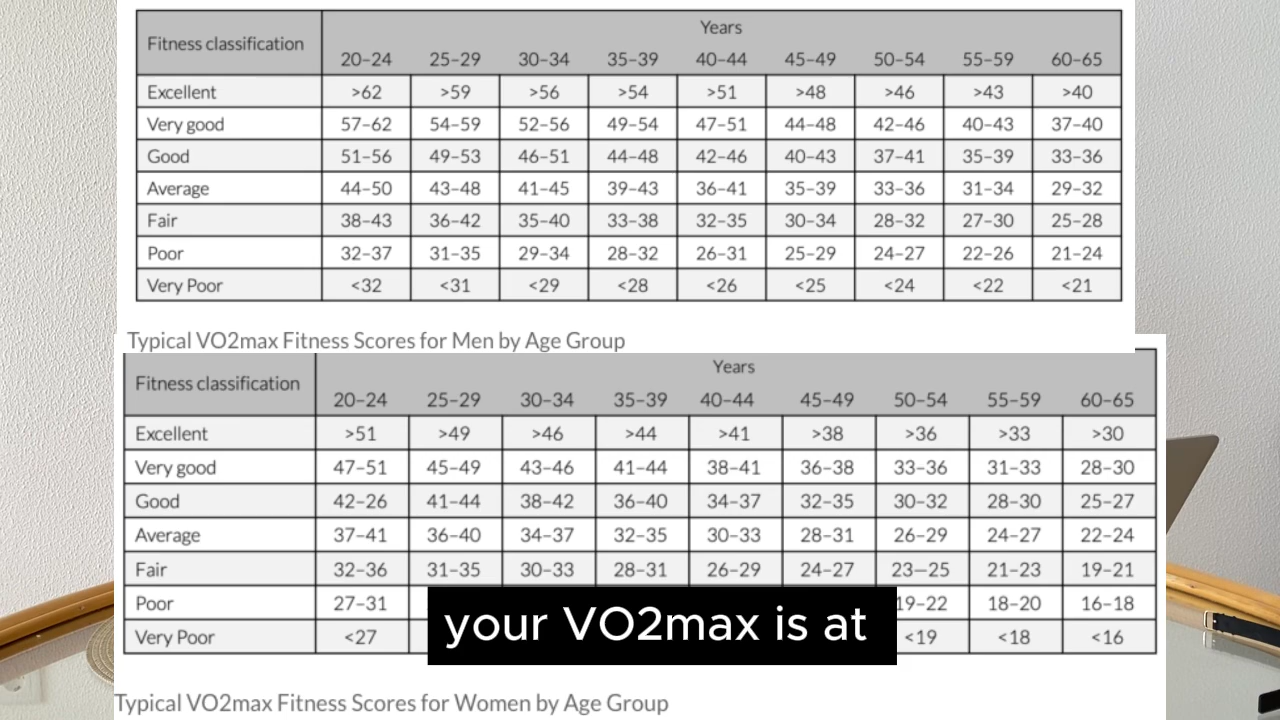 Fitness classification Years
20–24 25–29 30–34 35–39 40–44 45–49 50–54 55–59 60–65
Excellent >62 >59 >56 >54 >51 >48 >46 >43 >40
Very good 57–62 54–59 52–56 49–54 47–51 44–48 42–46 40–43 37–40
Good 51–56 49–53 46–51 44–48 42–46 40–43 37–41 35–39 33–36
Average 44–50 43–48 41–45 39–43 36–41 35–39 33–36 31–34 29–32
Fair 38–43 36–42 35–40 33–38 32–35 30–34 28–32 27–30 25–28
Poor 32–37 31–35 29–34 28–32 26–31 25–29 24–27 22–26 21–24
Very Poor <32 <31 <29 <28 <26 <25 <24 <22 <21
Typical VO2max Fitness Scores for Men by Age Group
Fitness classification Years
20–24 25–29 30–34 35–39 40–44 45–49 50–54 55–59 60–65
Excellent >51 >49 >46 >44 >41 >38 >36 >33 >30
Very good 47–51 45–49 43–46 41–44 38–41 36–38 33–36 31–33 28–30
Good 42–26 41–44 38–42 36–40 34–37 32–35 30–32 28–30 25–27
Average 37–41 36–40 34–37 32–35 30–33 28–31 26–29 24–27 22–24
Fair 32–36 31–35 30–33 28–31 26–29 24–27 23—25 21–23 19–21
Poor 27–31 19–22 18–20 16–18
your VO2max is at
Very Poor <27 <19 <18 <16
Typical VO2max Fitness Scores for Women by Age Group